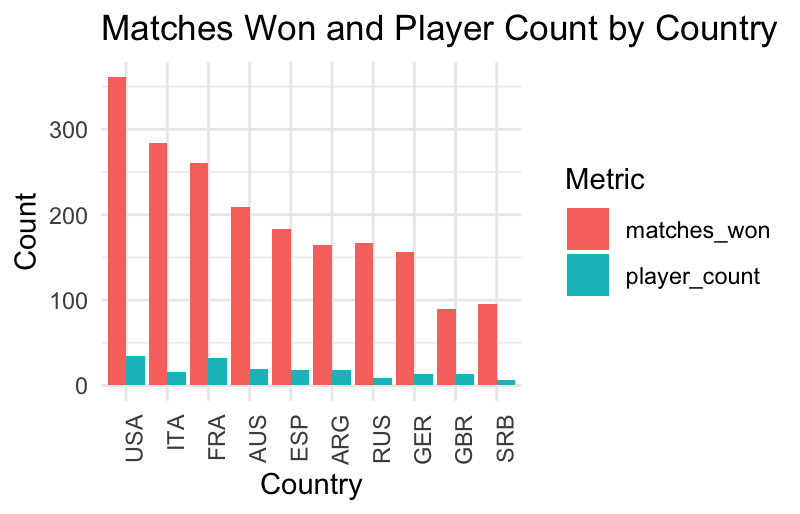 Matches Won and Player Count by Country
Count
300
200
100
0
USA
ITA
FRA
AUS
ESP
ARG
RUS
GER
GBR
SRB
Country
Metric
matches_won
player_count